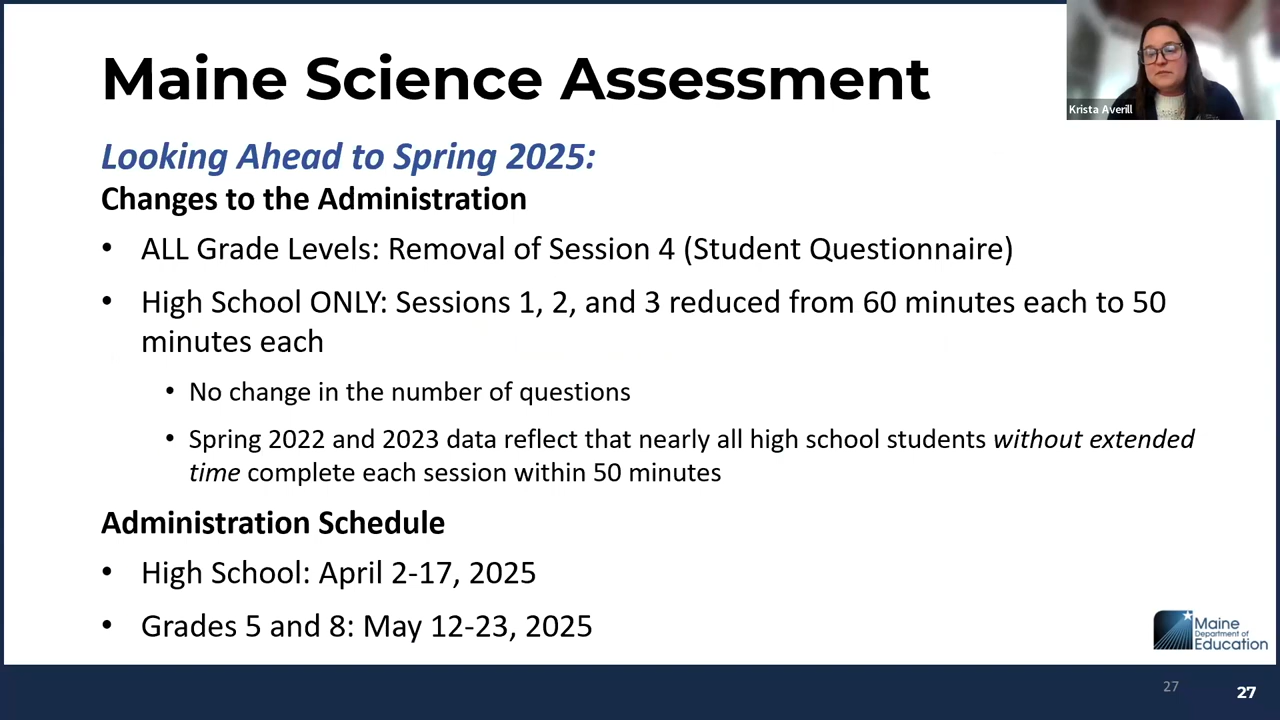 Maine Science Assessment
Krista Averill
Looking Ahead to Spring 2025:
Changes to the Administration
• ALL Grade Levels: Removal of Session 4 (Student Questionnaire)
• High School ONLY: Sessions 1, 2, and 3 reduced from 60 minutes each to 50
minutes each
• No change in the number of questions
• Spring 2022 and 2023 data reflect that nearly all high school students without extended
time complete each session within 50 minutes
Administration Schedule
• High School: April 2-17, 2025
• Grades 5 and 8: May 12-23, 2025
Maine
Department of
Education
27
27